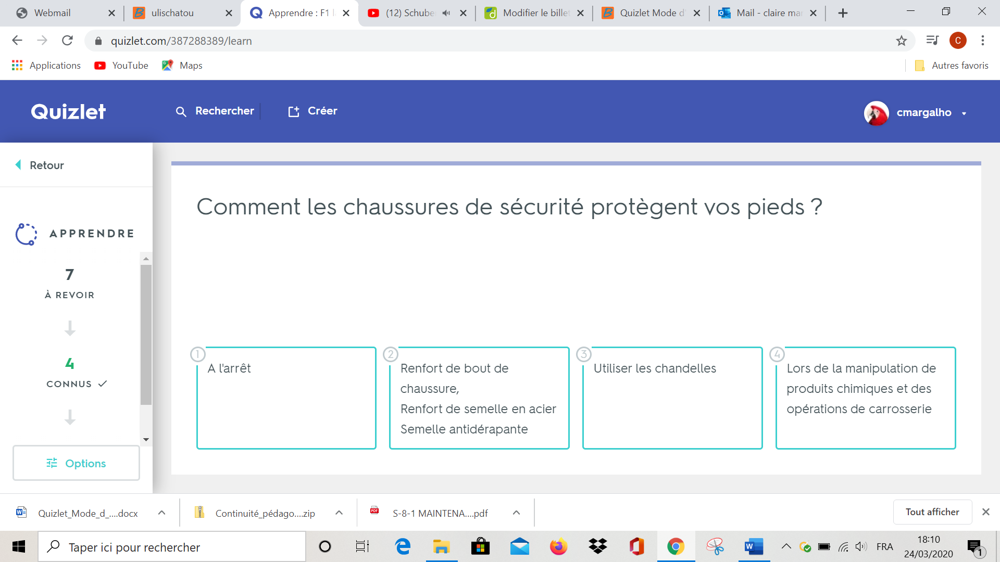 Webmail
ulischatou
Apprendre : F1 l
(12) Schube
Modifier le billet
Quizlet Mode d'
Mail - claire mar
quizlet.com/387288389/learn
C
Applications
YouTube
Maps
Autres favoris
Quizlet
Rechercher
Créer
cmargalho
Retour
APPRENDRE
7
À REVOIR
4
CONNUS
Options
Comment les chaussures de sécurité protègent vos pieds ?
1
A l'arrêt
2
Renfort de bout de
chaussure,
Renfort de semelle en acier
Semelle antidérapante
3
Utiliser les chandelles
4
Lors de la manipulation de
produits chimiques et des
opérations de carrosserie
Quizlet_Mode_d_....docx
Continuité_pédago....zip
S-8-1 MAINTENA....pdf
Tout afficher
Taper ici pour rechercher
FRA
18:10
24/03/2020
1